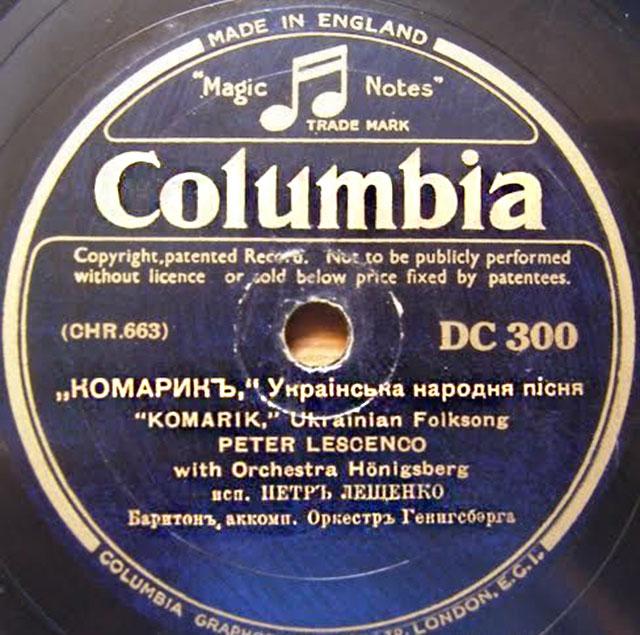 MADE IN ENGLAND
"Magic Notes"
TRADE MARK
Columbia
Copyright, patented Record. Not to be publicly performed
without licence or sold below price fixed by patentees.
(CHR.663)
DC 300
„КОМАРИКЪ,“ Українська народня пісня
"KOMARIK," Ukrainian Folksong
PETER LESCENCO
with Orchestra Hönigsberg
исп. ПЕТРЪ ЛЕЩЕНКО
Баритонъ, аккомп. Оркестръ Генигсберга
COLUMBIA LONDON, E.C.1.